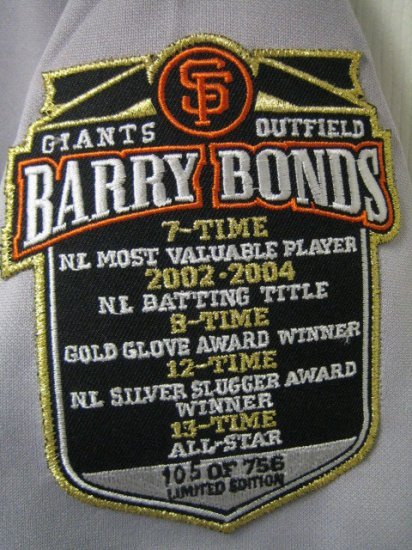 SF
GIANTS OUTFIELD
BARRY BONDS
7-TIME
NL MOST VALUABLE PLAYER
2002·2004
NL BATTING TITLE
8-TIME
GOLD GLOVE AWARD WINNER
12-TIME
NL SILVER SLUGGER AWARD
WINNER
13-TIME
ALL-STAR
105 OF 756
LIMITED EDITION